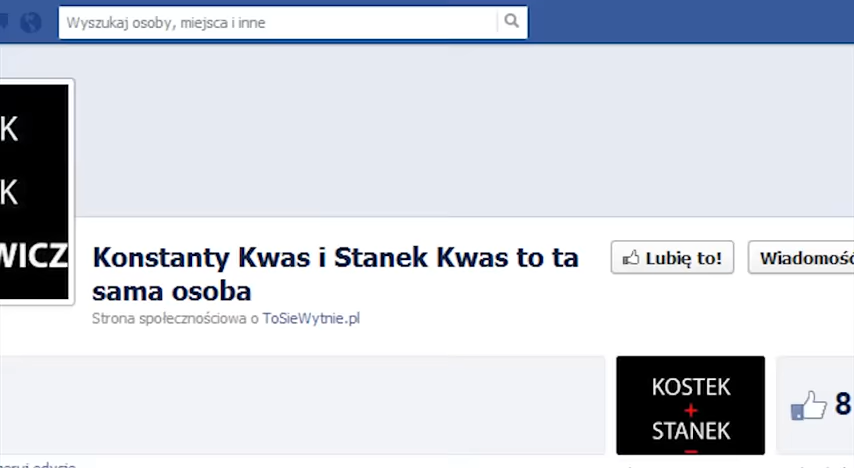 Wyszukaj osoby, miejsca i inne
K
K
WICZ
Konstanty Kwas i Stanek Kwas to ta
sama osoba
Lubię to!
Wiadomość
Strona społecznościowa o ToSieWytnie.pl
KOSTEK
+
STANEK
8